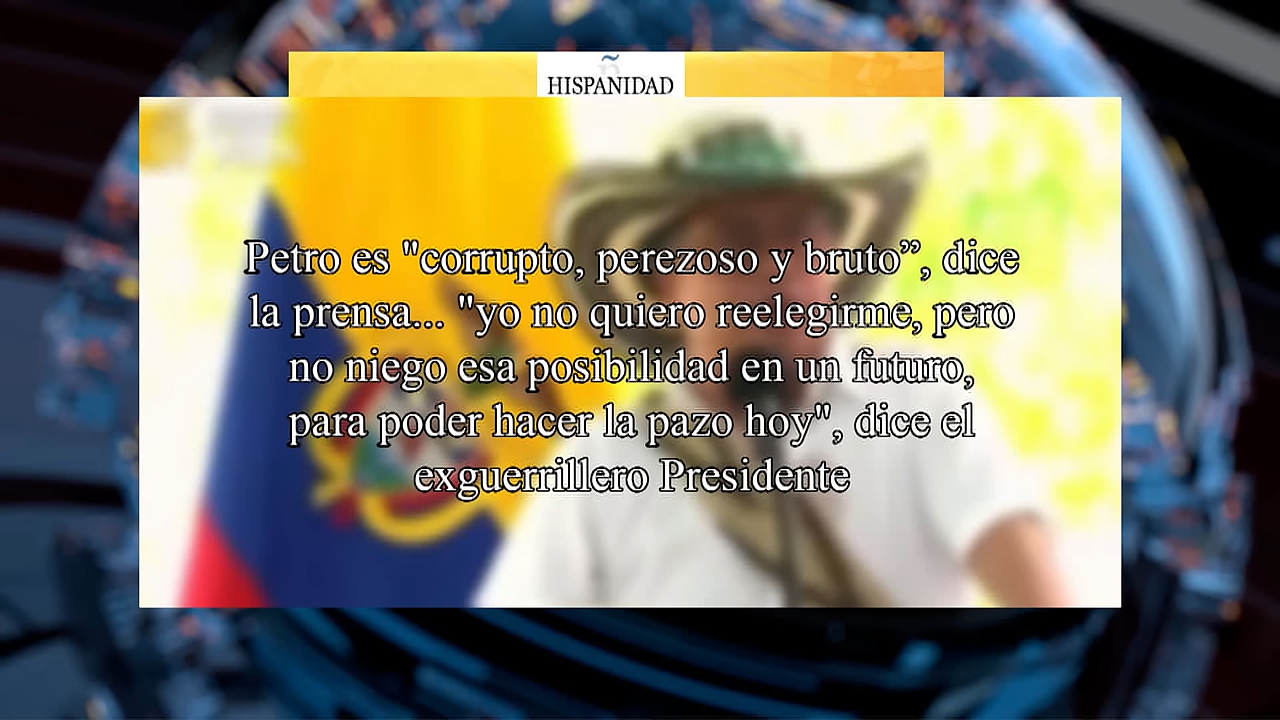 HISPANIDAD
Petro es "corrupto, perezoso y bruto”, dice
la prensa... "yo no quiero reelegirme, pero
no niego esa posibilidad en un futuro,
para poder hacer la pazo hoy", dice el
exguerrillero Presidente